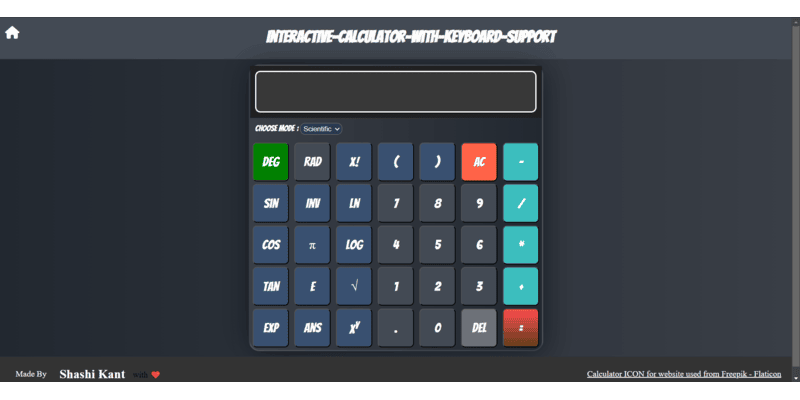 INTERACTIVE-CALCULATOR-WITH-KEYBOARD-SUPPORT
CHOOSE MODE : Scientific
DEG RAD X! ( ) AC -
SIN INV LN 7 8 9 /
COS π LOG 4 5 6 *
TAN E √ 1 2 3 +
EXP ANS Xʸ . 0 DEL =
Made By Shashi Kant with ❤ Calculator ICON for website used from Freepik - Flaticon